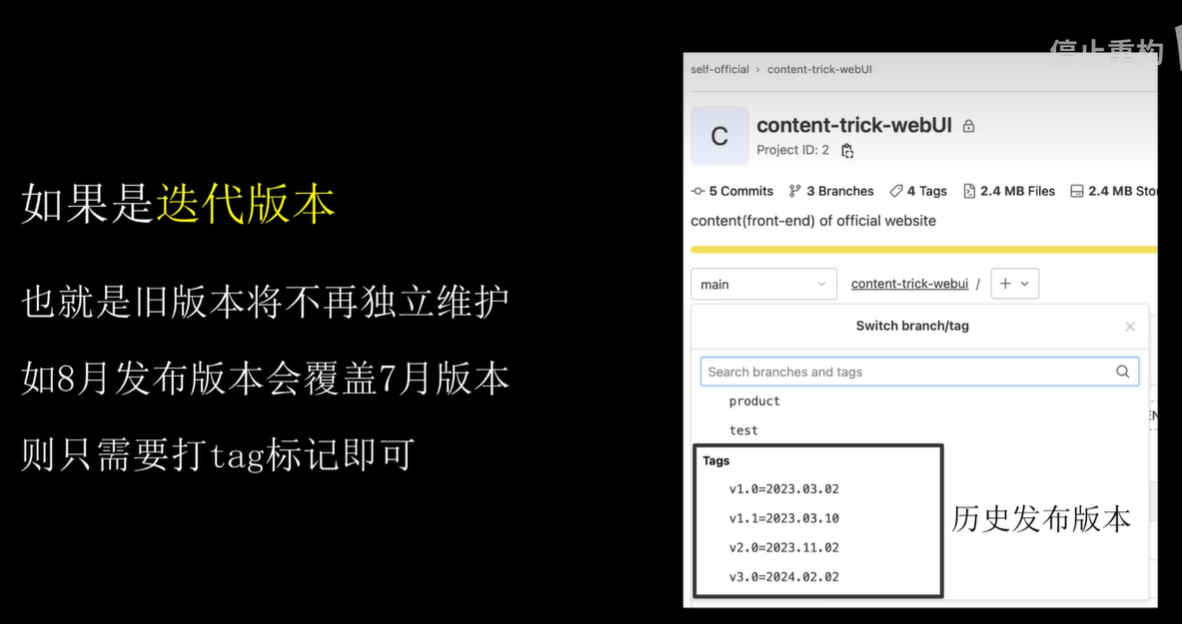 停止重构
如果是迭代版本
也就是旧版本将不再独立维护
如8月发布版本会覆盖7月版本
则只需要打tag标记即可
self-official > content-trick-webUI
C
content-trick-webUI
Project ID: 2
5 Commits 3 Branches 4 Tags 2.4 MB Files 2.4 MB Sto
content(front-end) of official website
main
content-trick-webui / +
Switch branch/tag
Search branches and tags
product
test
Tags
v1.0=2023.03.02
v1.1=2023.03.10
v2.0=2023.11.02
v3.0=2024.02.02
历史发布版本